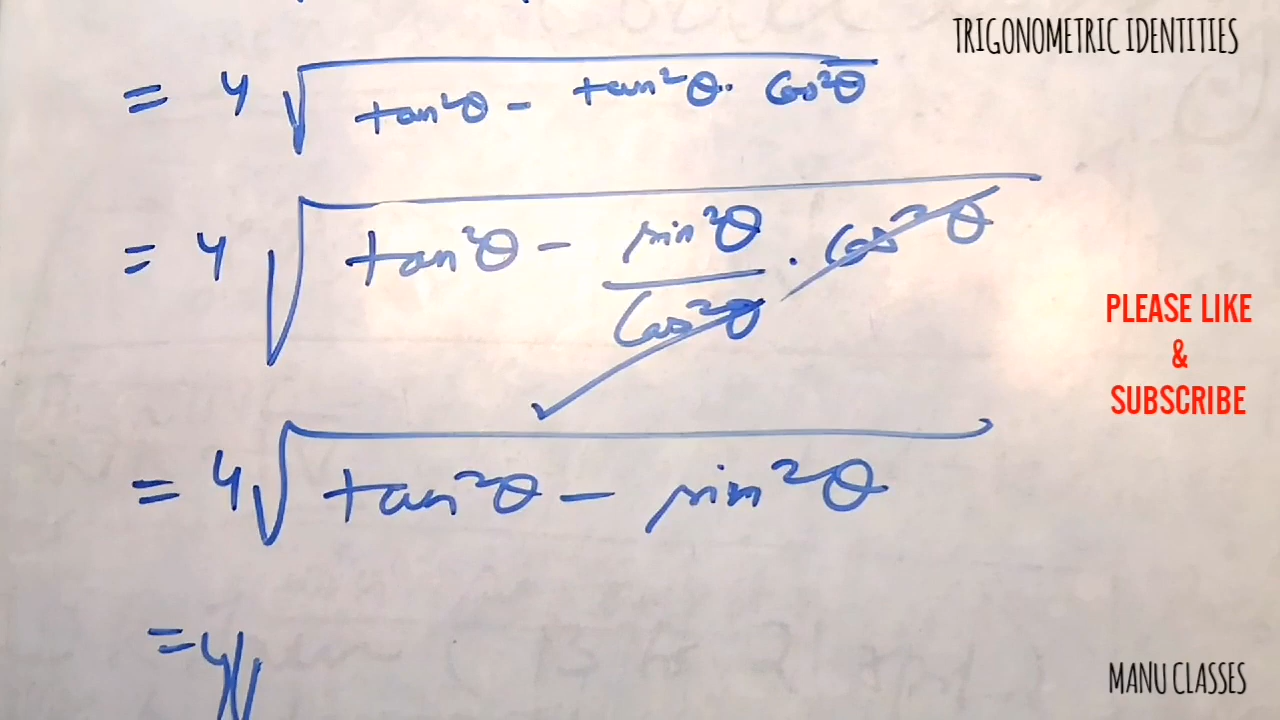 TRIGONOMETRIC IDENTITIES
= 4 √(tan²θ − tan²θ · Cos²θ)
= 4 √(tan²θ − sin²θ/Cos²θ · Cos²θ)
PLEASE LIKE
&
SUBSCRIBE
= 4 √(tan²θ − sin²θ)
= 4√
MANU CLASSES